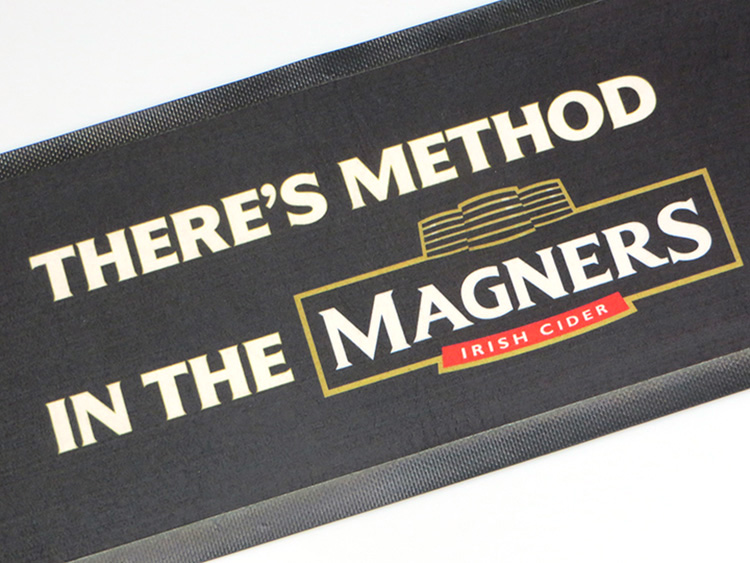 THERE'S METHOD
IN THE MAGNERS
IRISH CIDER